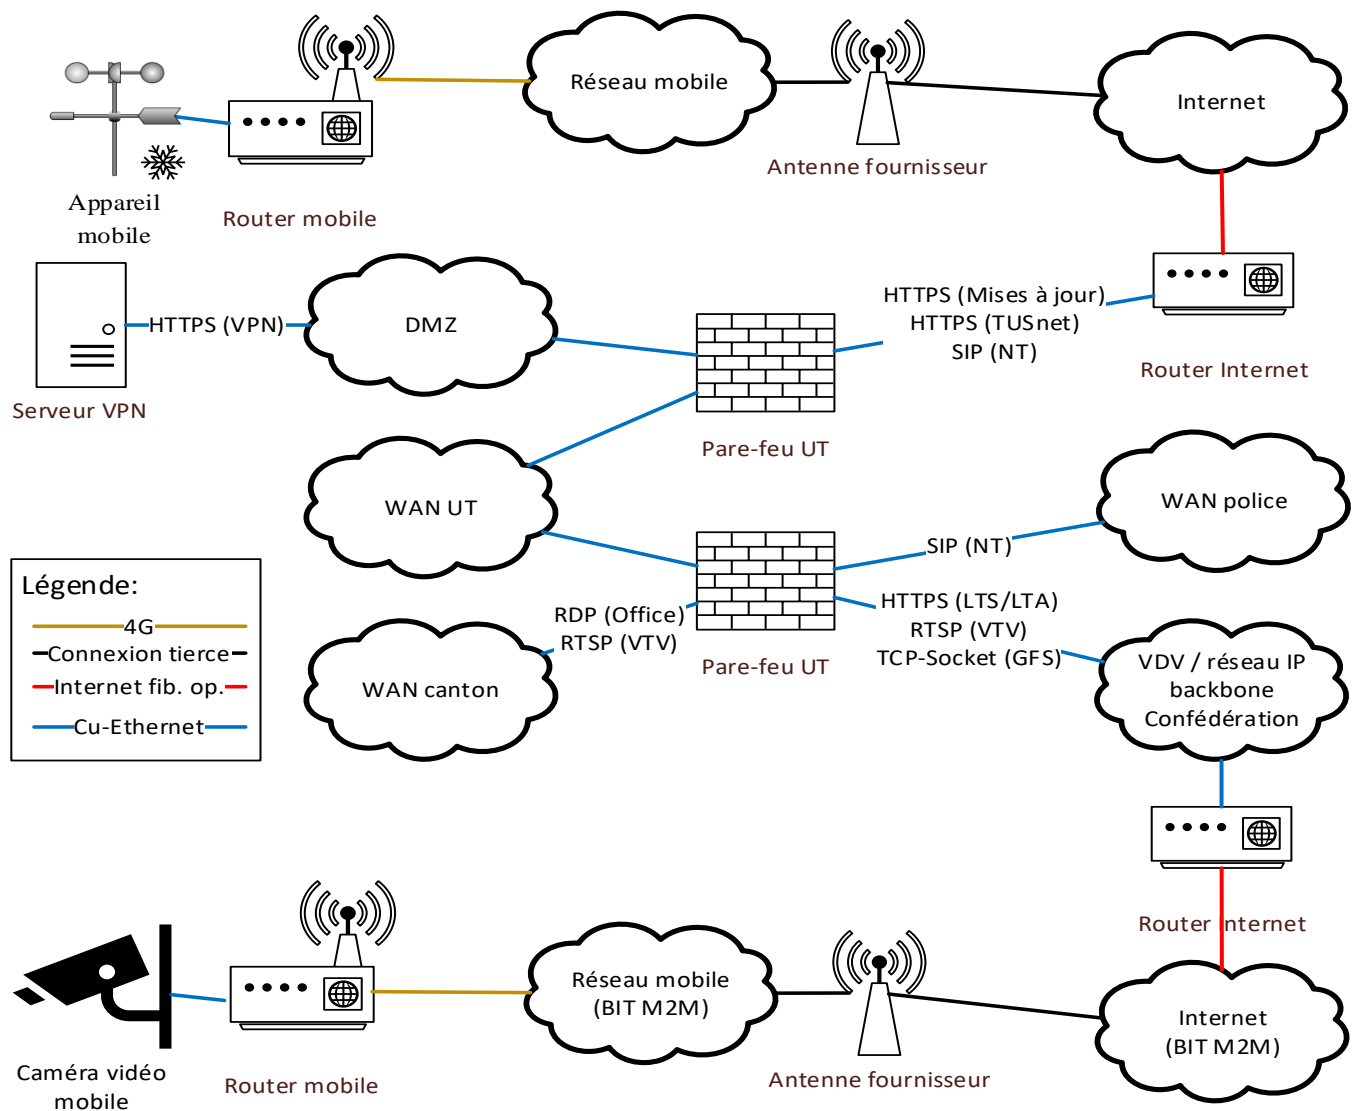 Réseau mobile
Internet
Antenne fournisseur
Appareil
mobile
Router mobile
HTTPS (VPN)
DMZ
HTTPS (Mises à jour)
HTTPS (TUSnet)
SIP (NT)
Router Internet
Serveur VPN
Pare-feu UT
WAN UT
WAN police
SIP (NT)
Légende:
4G
Connexion tierce
Internet fib. op.
Cu-Ethernet
RDP (Office)
RTSP (VTV)
HTTPS (LTS/LTA)
RTSP (VTV)
TCP-Socket (GFS)
Pare-feu UT
WAN canton
VDV / réseau IP
backbone
Confédération
Router Internet
Réseau mobile
(BIT M2M)
Internet
(BIT M2M)
Caméra vidéo
mobile
Router mobile
Antenne fournisseur